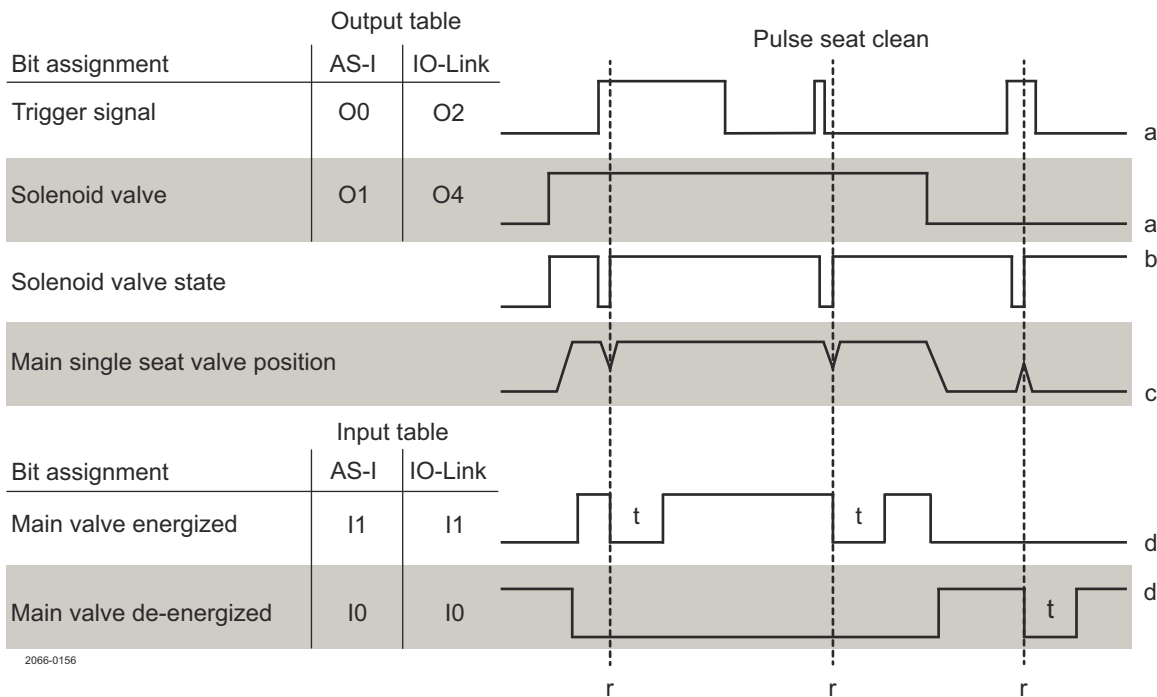 Output table
Pulse seat clean
Bit assignment AS-I IO-Link
Trigger signal O0 O2
a
Solenoid valve O1 O4
a
b
Solenoid valve state
Main single seat valve position
c
Input table
Bit assignment AS-I IO-Link
Main valve energized I1 I1 t t
d
d
Main valve de-energized I0 I0 t
2066-0156
r r r